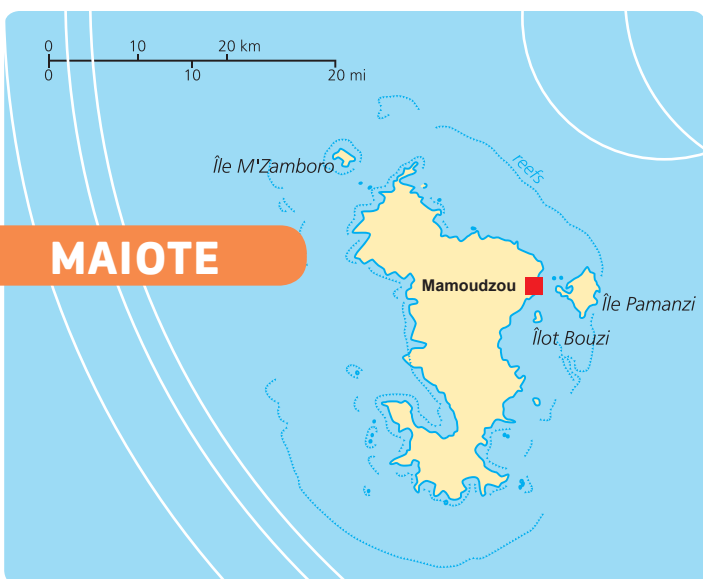 0 10 20 km
0 10 20 mi
Île M'Zamboro
reefs
MAIOTE
Mamoudzou
Île Pamanzi
Îlot Bouzi